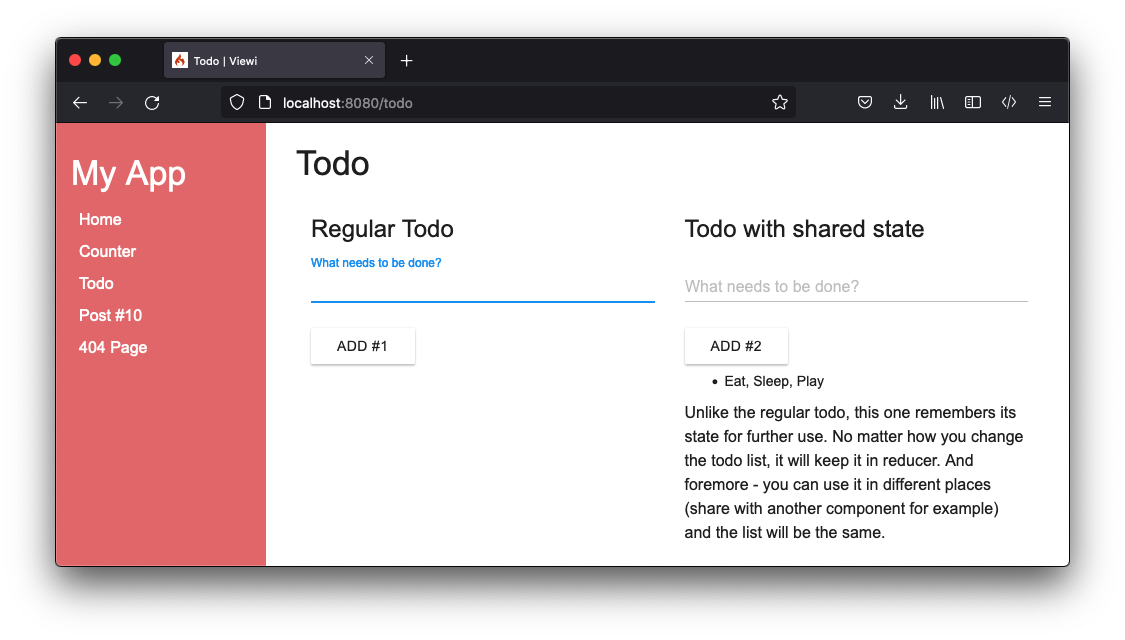 Todo | Viewi
localhost:8080/todo
My App
Home
Counter
Todo
Post #10
404 Page
Todo
Regular Todo
What needs to be done?
ADD #1
Todo with shared state
What needs to be done?
ADD #2
• Eat, Sleep, Play
Unlike the regular todo, this one remembers its
state for further use. No matter how you change
the todo list, it will keep it in reducer. And
foremore - you can use it in different places
(share with another component for example)
and the list will be the same.